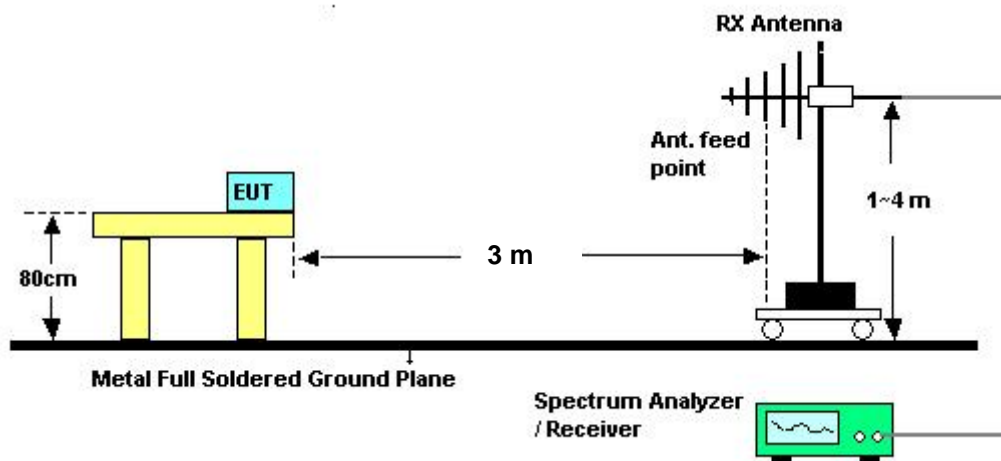 RX Antenna
Ant. feed
point
EUT
1~4 m
3 m
80cm
Metal Full Soldered Ground Plane
Spectrum Analyzer
/ Receiver